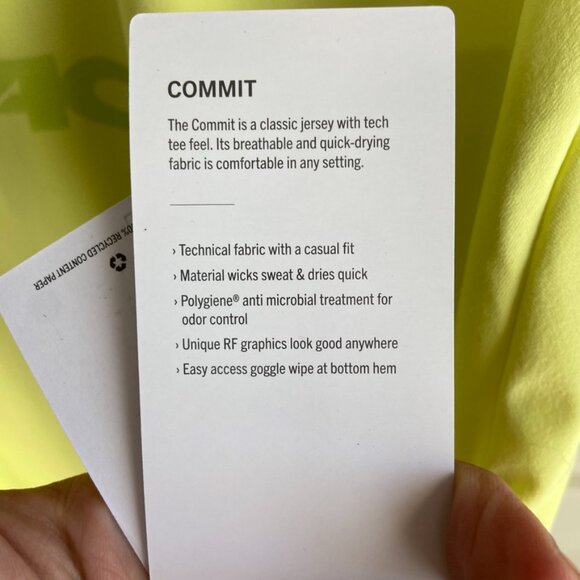 COMMIT
The Commit is a classic jersey with tech
tee feel. Its breathable and quick-drying
fabric is comfortable in any setting.
› Technical fabric with a casual fit
› Material wicks sweat & dries quick
› Polygiene® anti microbial treatment for
odor control
› Unique RF graphics look good anywhere
› Easy access goggle wipe at bottom hem
0% RECYCLED CONTENT PAPER